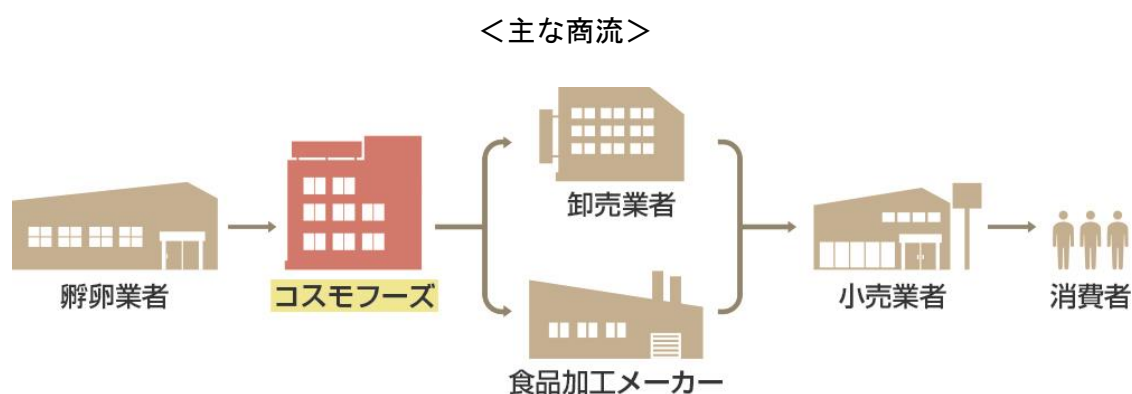 ＜主な商流＞
卸売業者
孵卵業者
コスモフーズ
小売業者
消費者
食品加工メーカー